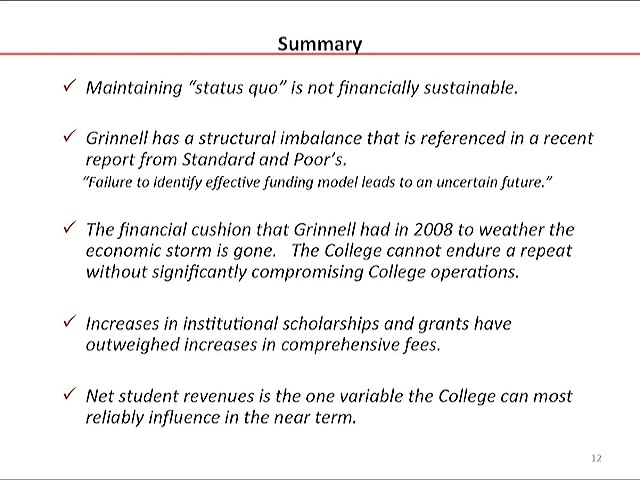 Summary
✓ Maintaining “status quo” is not financially sustainable.
✓ Grinnell has a structural imbalance that is referenced in a recent
report from Standard and Poor’s.
“Failure to identify effective funding model leads to an uncertain future.”
✓ The financial cushion that Grinnell had in 2008 to weather the
economic storm is gone.   The College cannot endure a repeat
without significantly compromising College operations.
✓ Increases in institutional scholarships and grants have
outweighed increases in comprehensive fees.
✓ Net student revenues is the one variable the College can most
reliably influence in the near term.
12